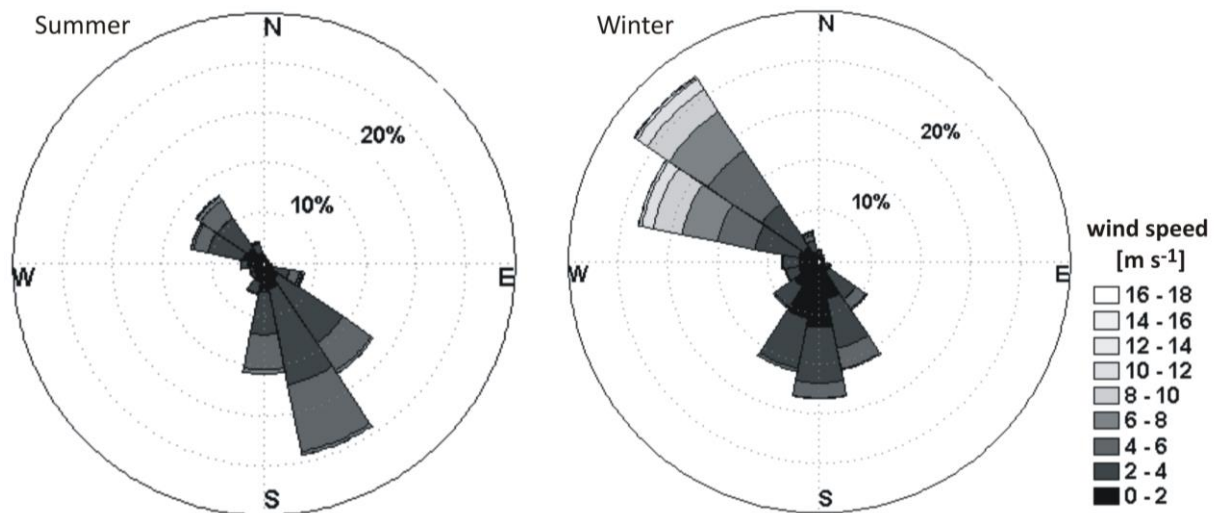 Summer
N
20%
10%
W
E
S
Winter
N
20%
10%
W
E
S
wind speed
[m s⁻¹]
16 - 18
14 - 16
12 - 14
10 - 12
8 - 10
6 - 8
4 - 6
2 - 4
0 - 2